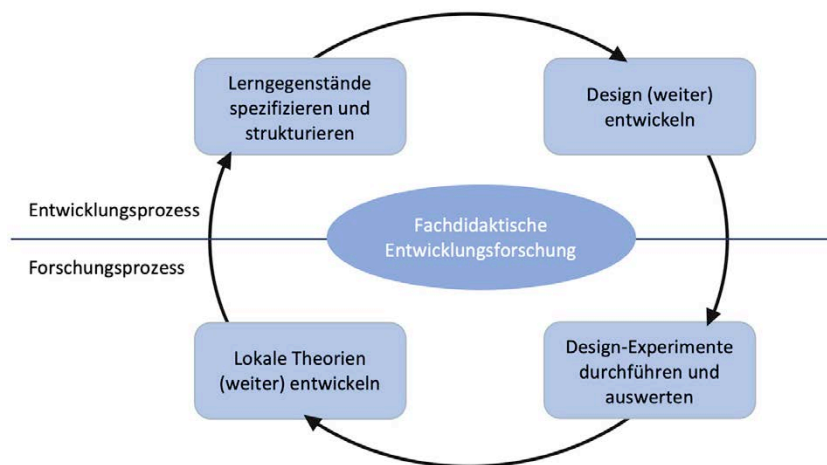 Lerngegenstände
spezifizieren und
strukturieren
Design (weiter)
entwickeln
Entwicklungsprozess
Fachdidaktische
Entwicklungsforschung
Forschungsprozess
Lokale Theorien
(weiter) entwickeln
Design-Experimente
durchführen und
auswerten